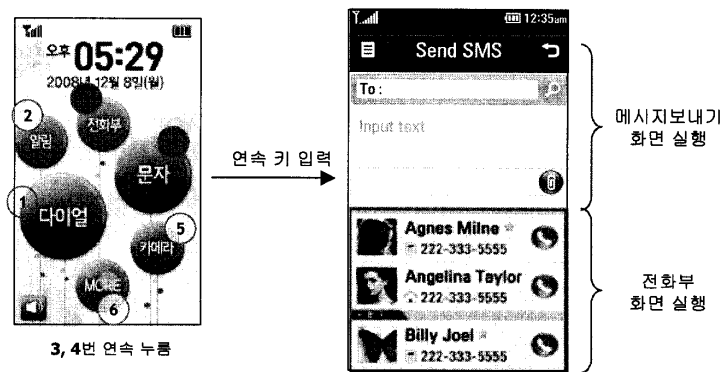 오후 05:29
2008년 12월 8일(월)
2
전화부
알림
문자
1
다이얼
5
카메라
MORE
6
3, 4번 연속 누름
연속 키 입력
12:35am
Send SMS
To :
Input text
Agnes Milne
222-333-5555
Angelina Taylor
222-333-5555
Billy Joel
222-333-5555
메세지보내기
화면 실행
전화부
화면 실행